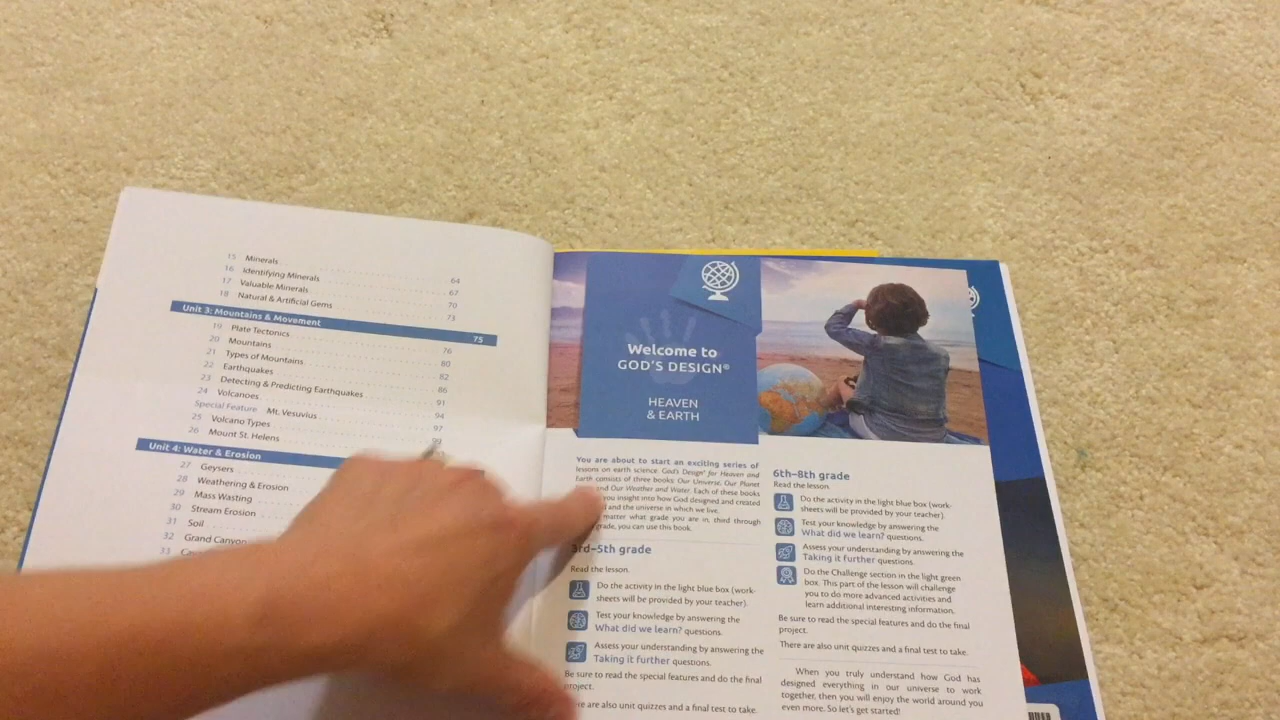 15 Minerals 64
16 Identifying Minerals 67
17 Valuable Minerals 70
18 Natural & Artificial Gems 73
Unit 3: Mountains & Movement 75
19 Plate Tectonics 76
20 Mountains 80
21 Types of Mountains 82
22 Earthquakes 86
23 Detecting & Predicting Earthquakes 91
24 Volcanoes 94
Special Feature Mt. Vesuvius 97
25 Volcano Types 99
26 Mount St. Helens
Unit 4: Water & Erosion
27 Geysers
28 Weathering & Erosion
29 Mass Wasting
30 Stream Erosion
31 Soil
32 Grand Canyon
33
Welcome to
GOD'S DESIGN®
HEAVEN
& EARTH
You are about to start an exciting series of
lessons on earth science. God's Design® for Heaven and
Earth consists of three books: Our Universe, Our Planet
and Our Weather and Water. Each of these books
you insight into how God designed and created
and the universe in which we live.
matter what grade you are in, third through
grade, you can use this book.
3rd–5th grade
Read the lesson.
Do the activity in the light blue box (work-
sheets will be provided by your teacher).
Test your knowledge by answering the
What did we learn? questions.
Assess your understanding by answering the
Taking it further questions.
Be sure to read the special features and do the final
project.
are also unit quizzes and a final test to take.
6th–8th grade
Read the lesson.
Do the activity in the light blue box (work-
sheets will be provided by your teacher).
Test your knowledge by answering the
What did we learn? questions.
Assess your understanding by answering the
Taking it further questions.
Do the Challenge section in the light green
box. This part of the lesson will challenge
you to do more advanced activities and
learn additional interesting information.
Be sure to read the special features and do the final
project.
There are also unit quizzes and a final test to take.
When you truly understand how God has
designed everything in our universe to work
together, then you will enjoy the world around you
even more. So let's get started!